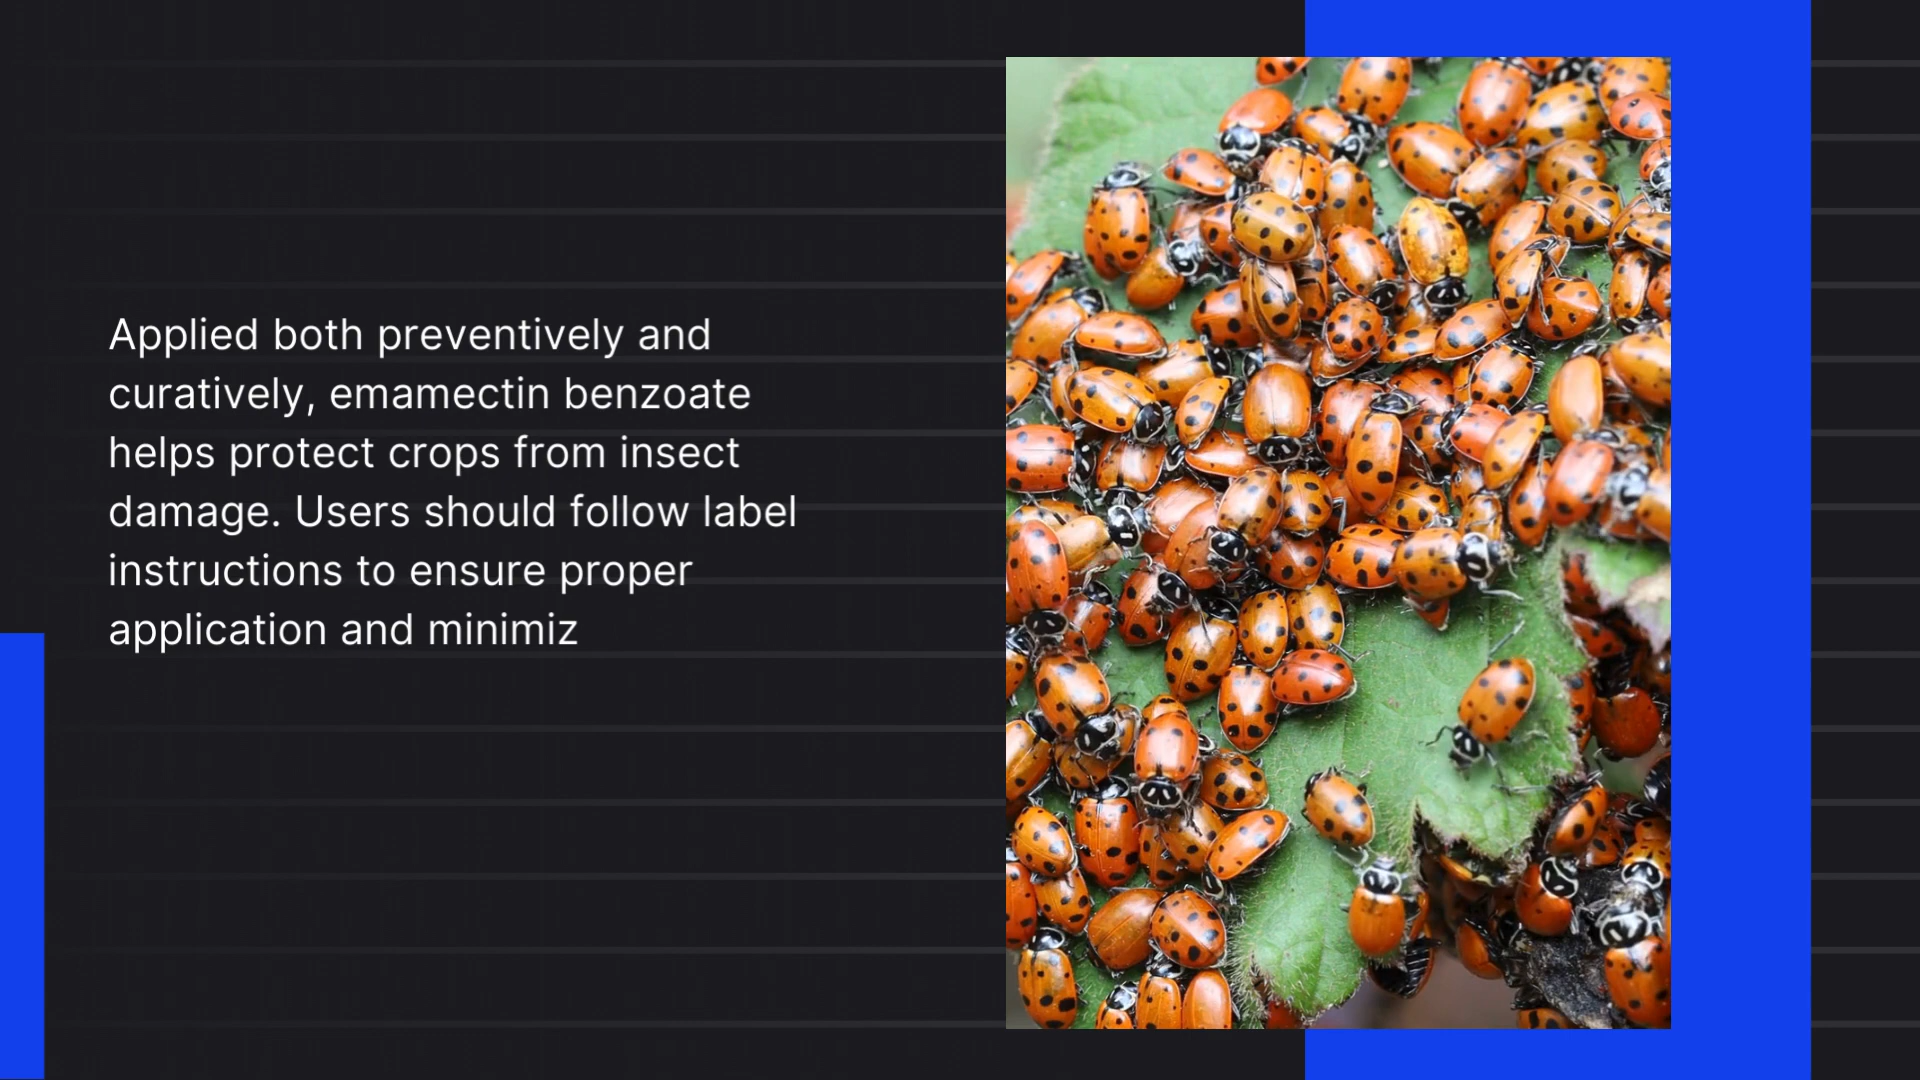 Applied both preventively and
curatively, emamectin benzoate
helps protect crops from insect
damage. Users should follow label
instructions to ensure proper
application and minimiz